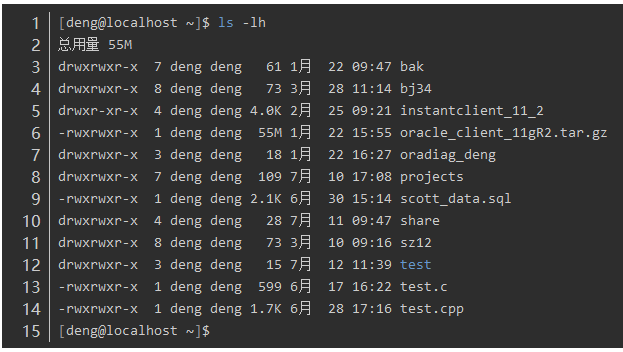 1 [deng@localhost ~]$ ls -lh
2 总用量 55M
3 drwxrwxr-x  7 deng deng   61 1月  22 09:47 bak
4 drwxrwxr-x  8 deng deng   73 3月  28 11:14 bj34
5 drwxr-xr-x  4 deng deng 4.0K 2月  25 09:21 instantclient_11_2
6 -rwxrwxr-x  1 deng deng  55M 1月  22 15:55 oracle_client_11gR2.tar.gz
7 drwxrwxr-x  3 deng deng   18 1月  22 16:27 oradiag_deng
8 drwxrwxr-x  7 deng deng  109 7月  10 17:08 projects
9 -rwxrwxr-x  1 deng deng 2.1K 6月  30 15:14 scott_data.sql
10 drwxrwxr-x  4 deng deng   28 7月  11 09:47 share
11 drwxrwxr-x  8 deng deng   73 3月  10 09:16 sz12
12 drwxrwxr-x  3 deng deng   15 7月  12 11:39 test
13 -rwxrwxr-x  1 deng deng  599 6月  17 16:22 test.c
14 -rwxrwxr-x  1 deng deng 1.7K 6月  28 17:16 test.cpp
15 [deng@localhost ~]$